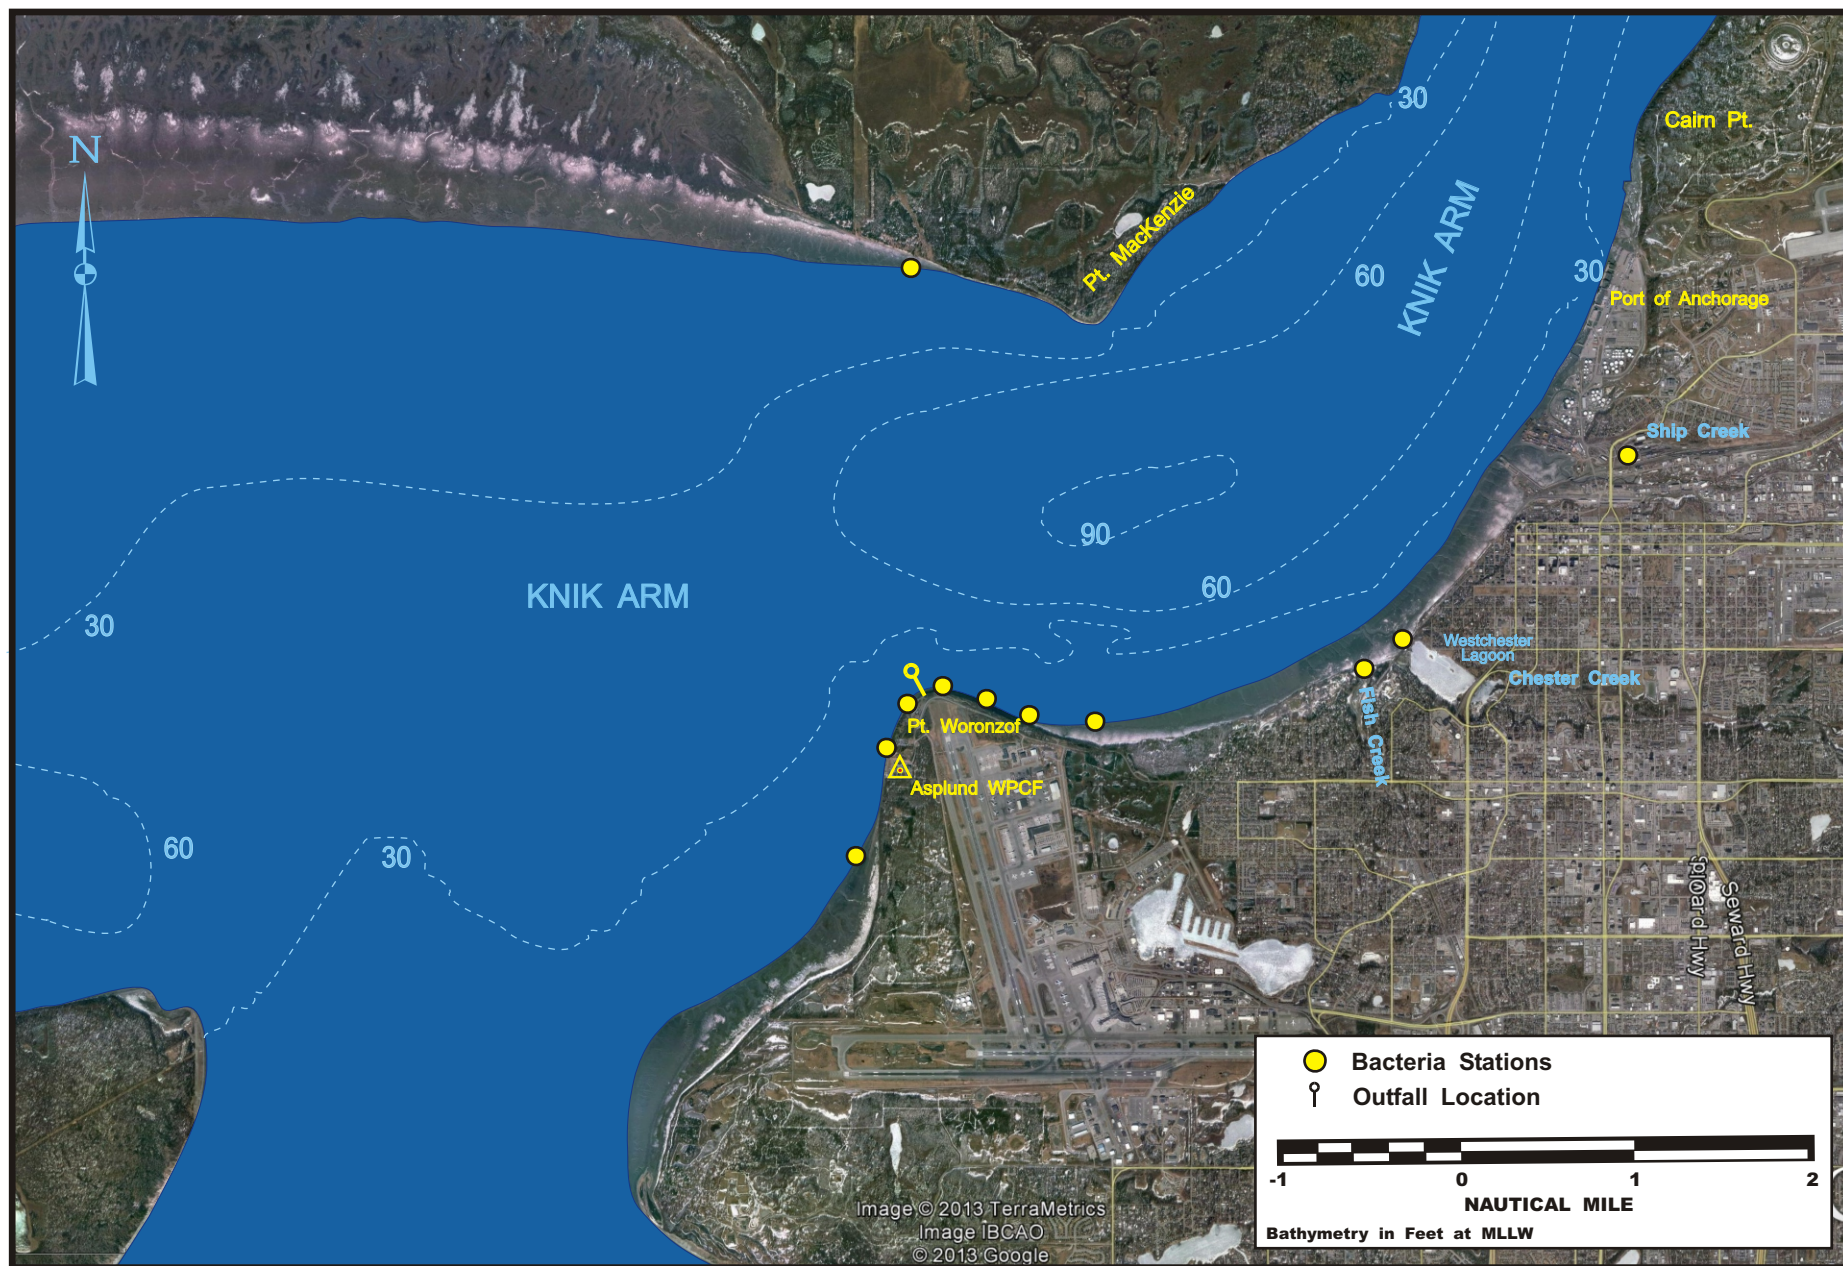 N
30
Cairn Pt.
Pt. MacKenzie
KNIK ARM
60
30
Port of Anchorage
Ship Creek
90
60
KNIK ARM
30
Westchester
Lagoon
Chester Creek
Fish Creek
Pt. Woronzof
Asplund WPCF
60
30
Seward Hwy
Bacteria Stations
Outfall Location
-1 0 1 2
NAUTICAL MILE
Bathymetry in Feet at MLLW
Image © 2013 TerraMetrics
Image IBCAO
© 2013 Google